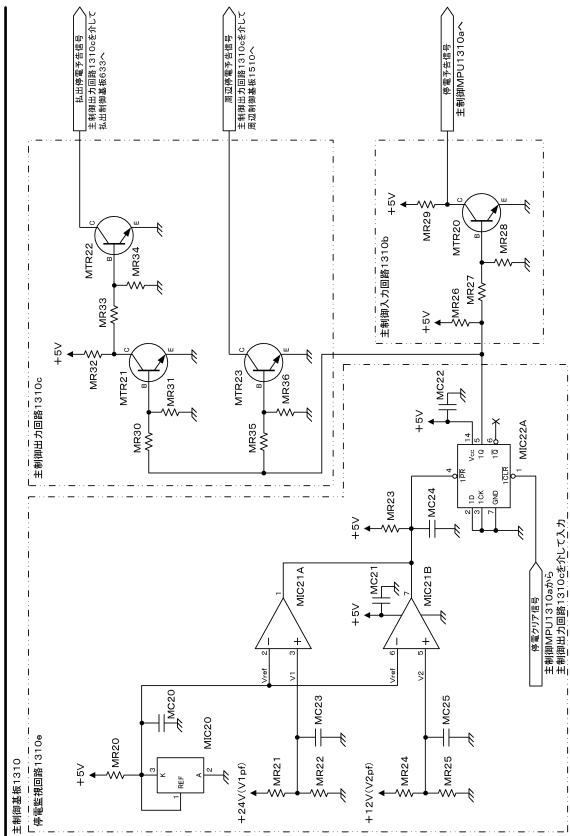 主制御基板1310
停電監視回路1310e
+5V
MR20
MC20
3
K
1
REF
A
2
MIC20
+24V(V1pf)
MR21
MR22
MC23
+12V(V2pf)
MR24
MR25
MC25
Vref
2
V1
3
1
MIC21A
+5V
MC21
Vref
6
V2
5
7
MIC21B
+5V
MR23
MC24
停電クリア信号
主制御MPU1310aから
主制御出力回路1310cを介して入力
+5V
MC22
4
1PR
14
Vcc
2
1D
5
1Q
3
1CK
6
1Q
7
GND
1CLR
1
MIC22A
主制御出力回路1310c
+5V
MR32
MR30
MR31
MTR21
B
C
E
MR33
MR34
MTR22
B
C
E
MR35
MR36
MTR23
B
C
E
主制御入力回路1310b
+5V
MR26
MR27
MR28
+5V
MR29
MTR20
B
C
E
払出停電予告信号
主制御出力回路1310cを介して
払出制御基板633へ
周辺停電予告信号
主制御出力回路1310cを介して
周辺制御基板1510へ
停電予告信号
主制御MPU1310aへ